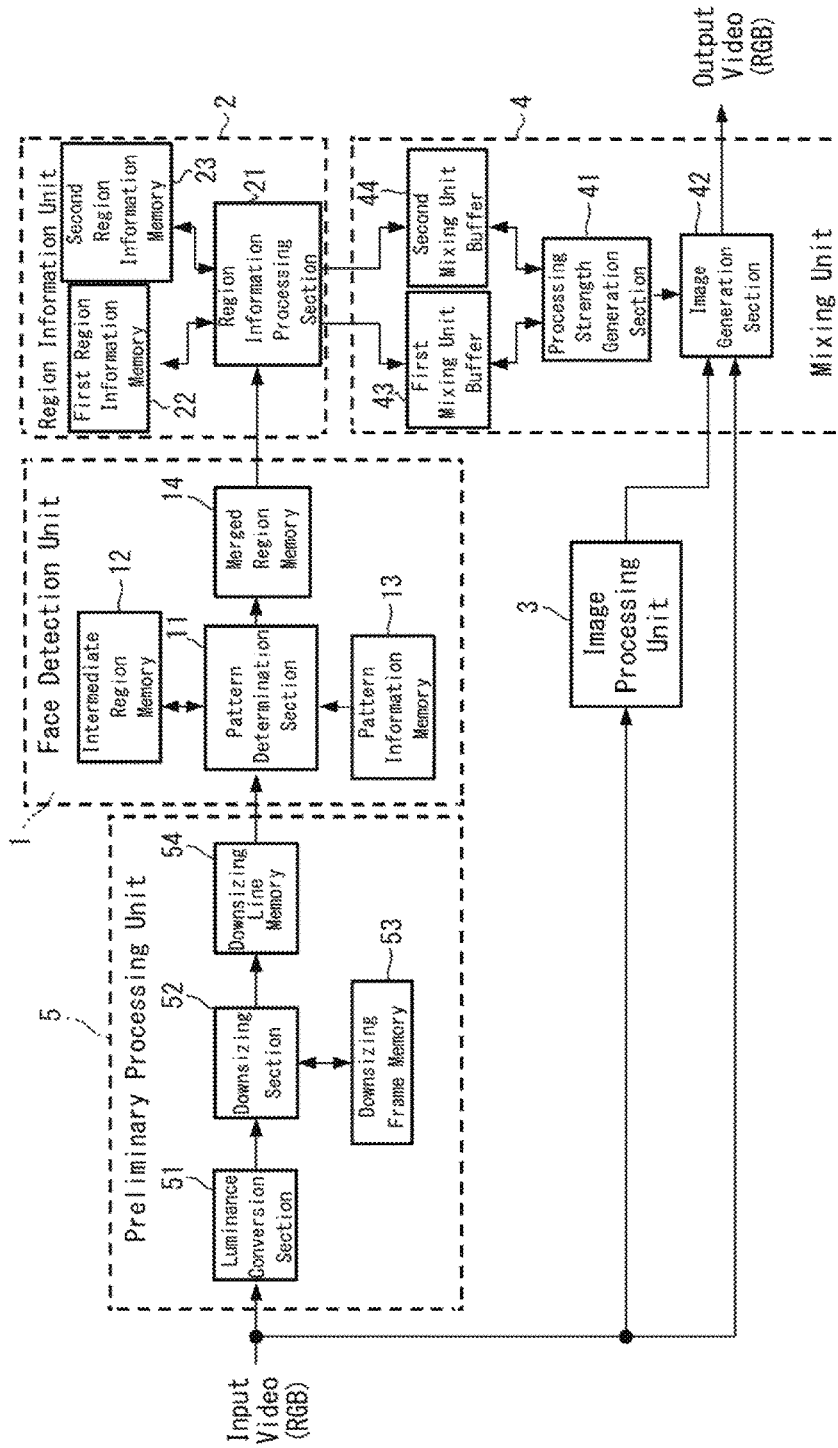 Input
Video
(RGB)
5
Preliminary Processing Unit
51
Luminance
Conversion
Section
52
Downsizing
Section
53
Downsizing
Frame Memory
54
Downsizing
Line
Memory
1
Face Detection Unit
Intermediate
Region
Memory
12
11
Pattern
Determination
Section
13
Pattern
Information
Memory
14
Merged
Region
Memory
2
Region Information Unit
First Region
Information
Memory
22
Second
Region
Information
Memory
23
21
Region
Information
Processing
Section
3
Image
Processing
Unit
4
43
First
Mixing Unit
Buffer
44
Second
Mixing Unit
Buffer
41
Processing
Strength
Generation
Section
42
Image
Generation
Section
Mixing Unit
Output
Video
(RGB)